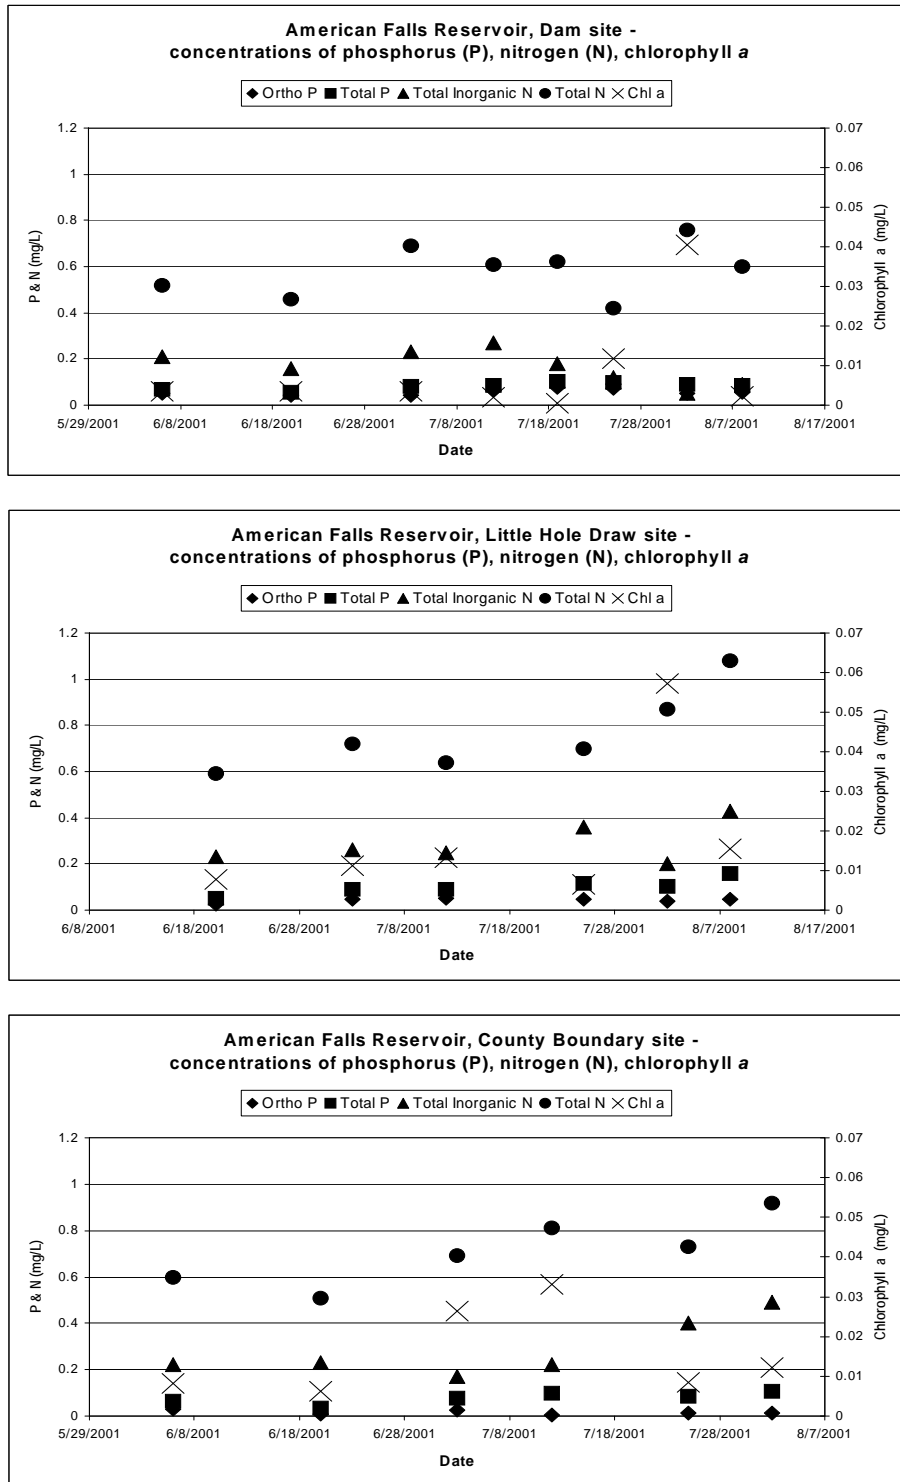 American Falls Reservoir, Dam site -
concentrations of phosphorus (P), nitrogen (N), chlorophyll a
Ortho P Total P Total Inorganic N Total N Chl a
1.2
1
0.8
0.6
0.4
0.2
0
P & N (mg/L)
0.07
0.06
0.05
0.04
0.03
0.02
0.01
0
Chlorophyll a (mg/L)
5/29/2001 6/8/2001 6/18/2001 6/28/2001 7/8/2001 7/18/2001 7/28/2001 8/7/2001 8/17/2001
Date
American Falls Reservoir, Little Hole Draw site -
concentrations of phosphorus (P), nitrogen (N), chlorophyll a
Ortho P Total P Total Inorganic N Total N Chl a
1.2
1
0.8
0.6
0.4
0.2
0
P & N (mg/L)
0.07
0.06
0.05
0.04
0.03
0.02
0.01
0
Chlorophyll a (mg/L)
6/8/2001 6/18/2001 6/28/2001 7/8/2001 7/18/2001 7/28/2001 8/7/2001 8/17/2001
Date
American Falls Reservoir, County Boundary site -
concentrations of phosphorus (P), nitrogen (N), chlorophyll a
Ortho P Total P Total Inorganic N Total N Chl a
1.2
1
0.8
0.6
0.4
0.2
0
P & N (mg/L)
0.07
0.06
0.05
0.04
0.03
0.02
0.01
0
Chlorophyll a (mg/L)
5/29/2001 6/8/2001 6/18/2001 6/28/2001 7/8/2001 7/18/2001 7/28/2001 8/7/2001
Date